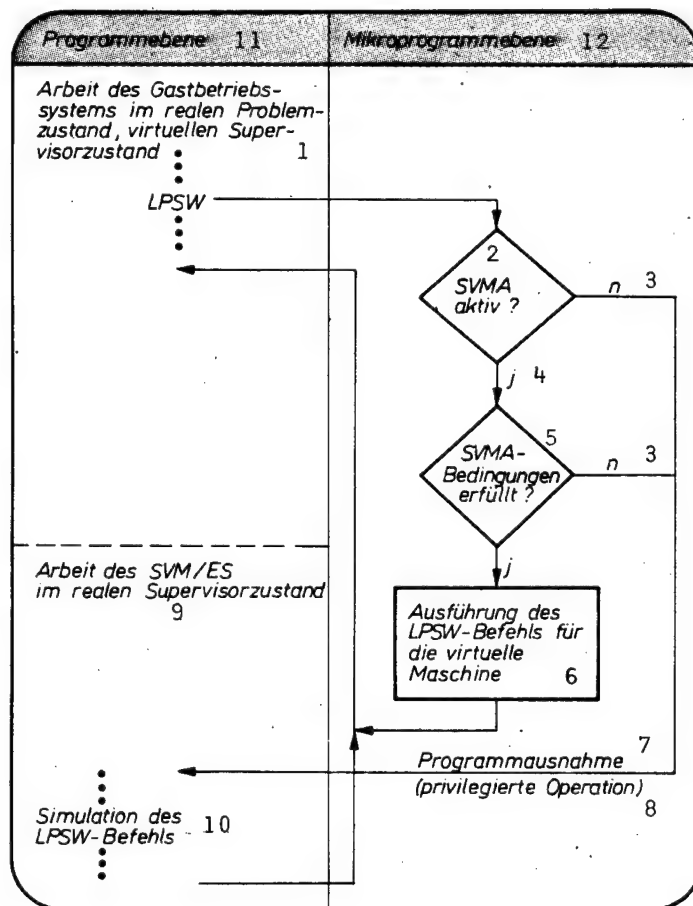 Programmebene 11
Mikroprogrammebene 12
Arbeit des Gastbetriebs-
systems im realen Problem-
zustand, virtuellen Super-
visorzustand 1
LPSW
2
SVMA
aktiv ?
n 3
j 4
5
SVMA-
Bedingungen
erfüllt ?
n 3
j
Arbeit des SVM/ES
im realen Supervisorzustand
9
Ausführung des
LPSW-Befehls für
die virtuelle
Maschine 6
Programmausnahme 7
(privilegierte Operation) 8
Simulation des
LPSW-Befehls 10